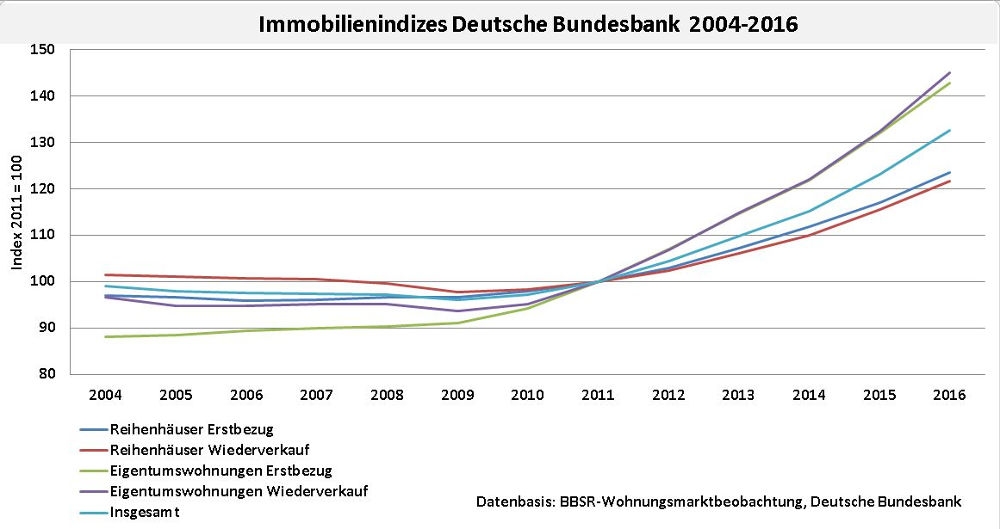 Immobilienindizes Deutsche Bundesbank 2004-2016
Index 2011 = 100
150
140
130
120
110
100
90
80
2004 2005 2006 2007 2008 2009 2010 2011 2012 2013 2014 2015 2016
Reihenhäuser Erstbezug
Reihenhäuser Wiederverkauf
Eigentumswohnungen Erstbezug
Eigentumswohnungen Wiederverkauf
Insgesamt
Datenbasis: BBSR-Wohnungsmarktbeobachtung, Deutsche Bundesbank